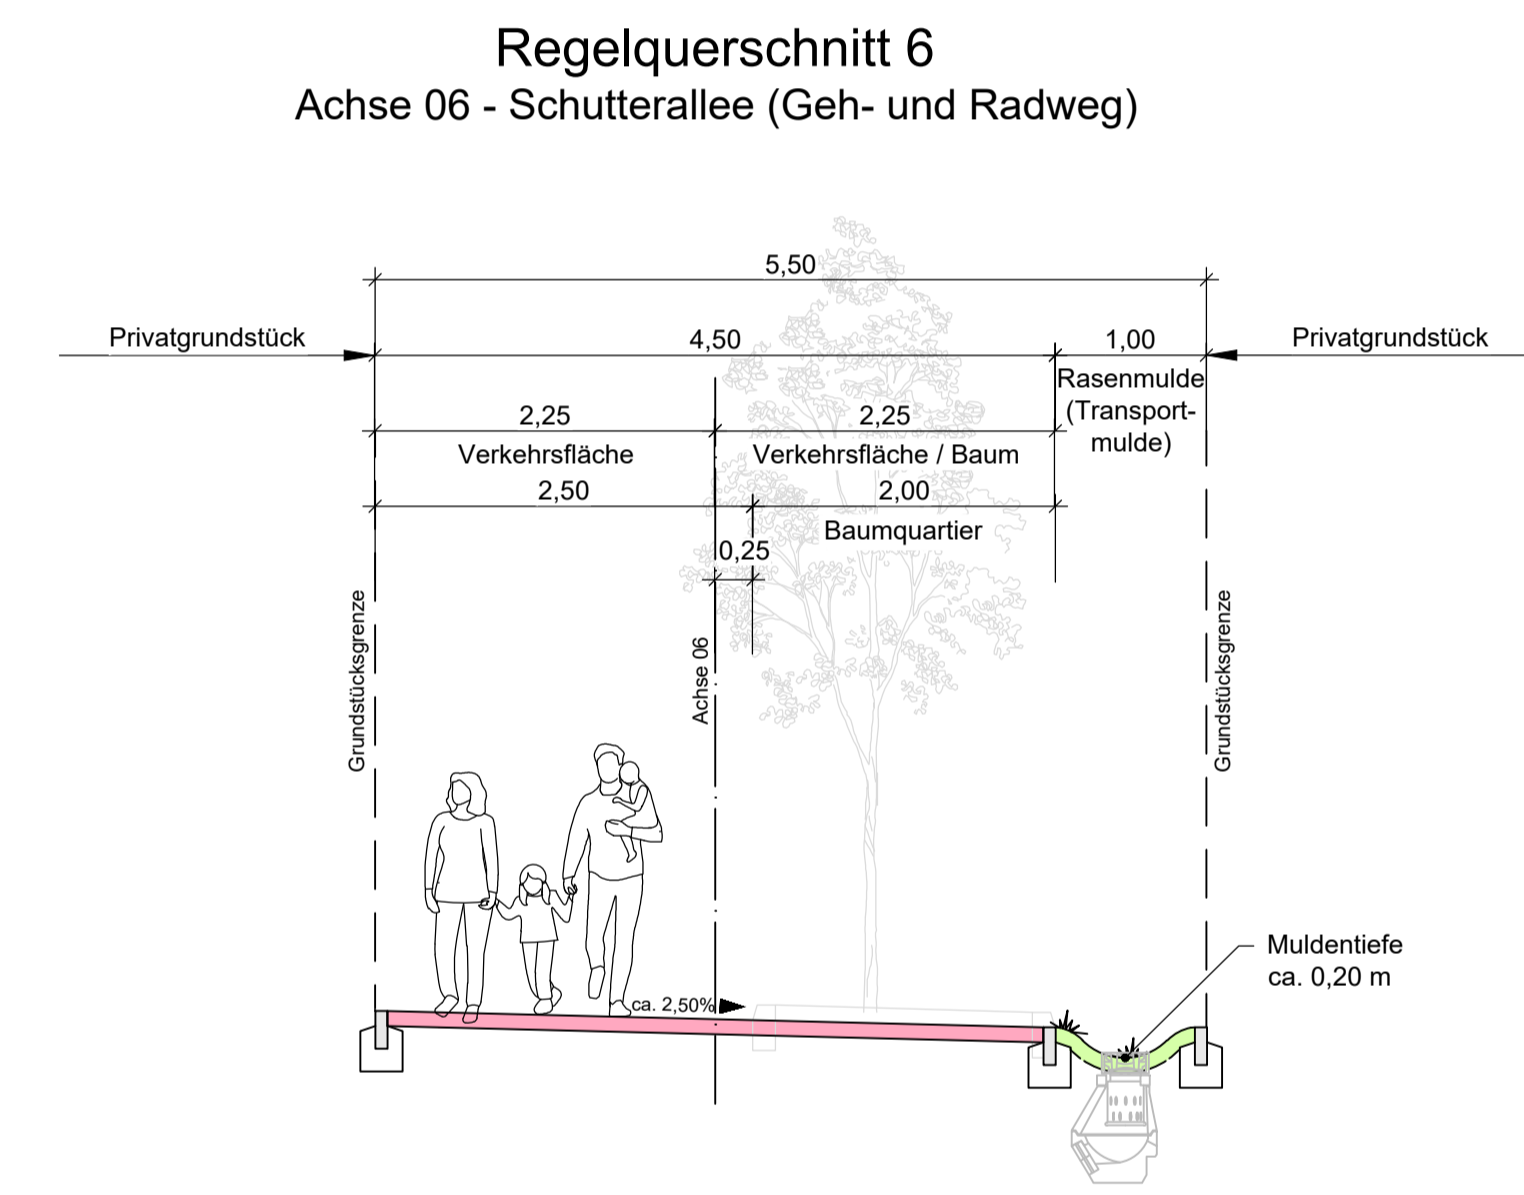 Regelquerschnitt 6
Achse 06 - Schutterallee (Geh- und Radweg)
5,50
Privatgrundstück
4,50
1,00
Privatgrundstück
Rasenmulde
(Transport-
mulde)
2,25
2,25
Verkehrsfläche
Verkehrsfläche / Baum
2,50
2,00
Baumquartier
0,25
Grundstücksgrenze
Achse 06
Grundstücksgrenze
Muldentiefe
ca. 0,20 m
ca. 2,50%